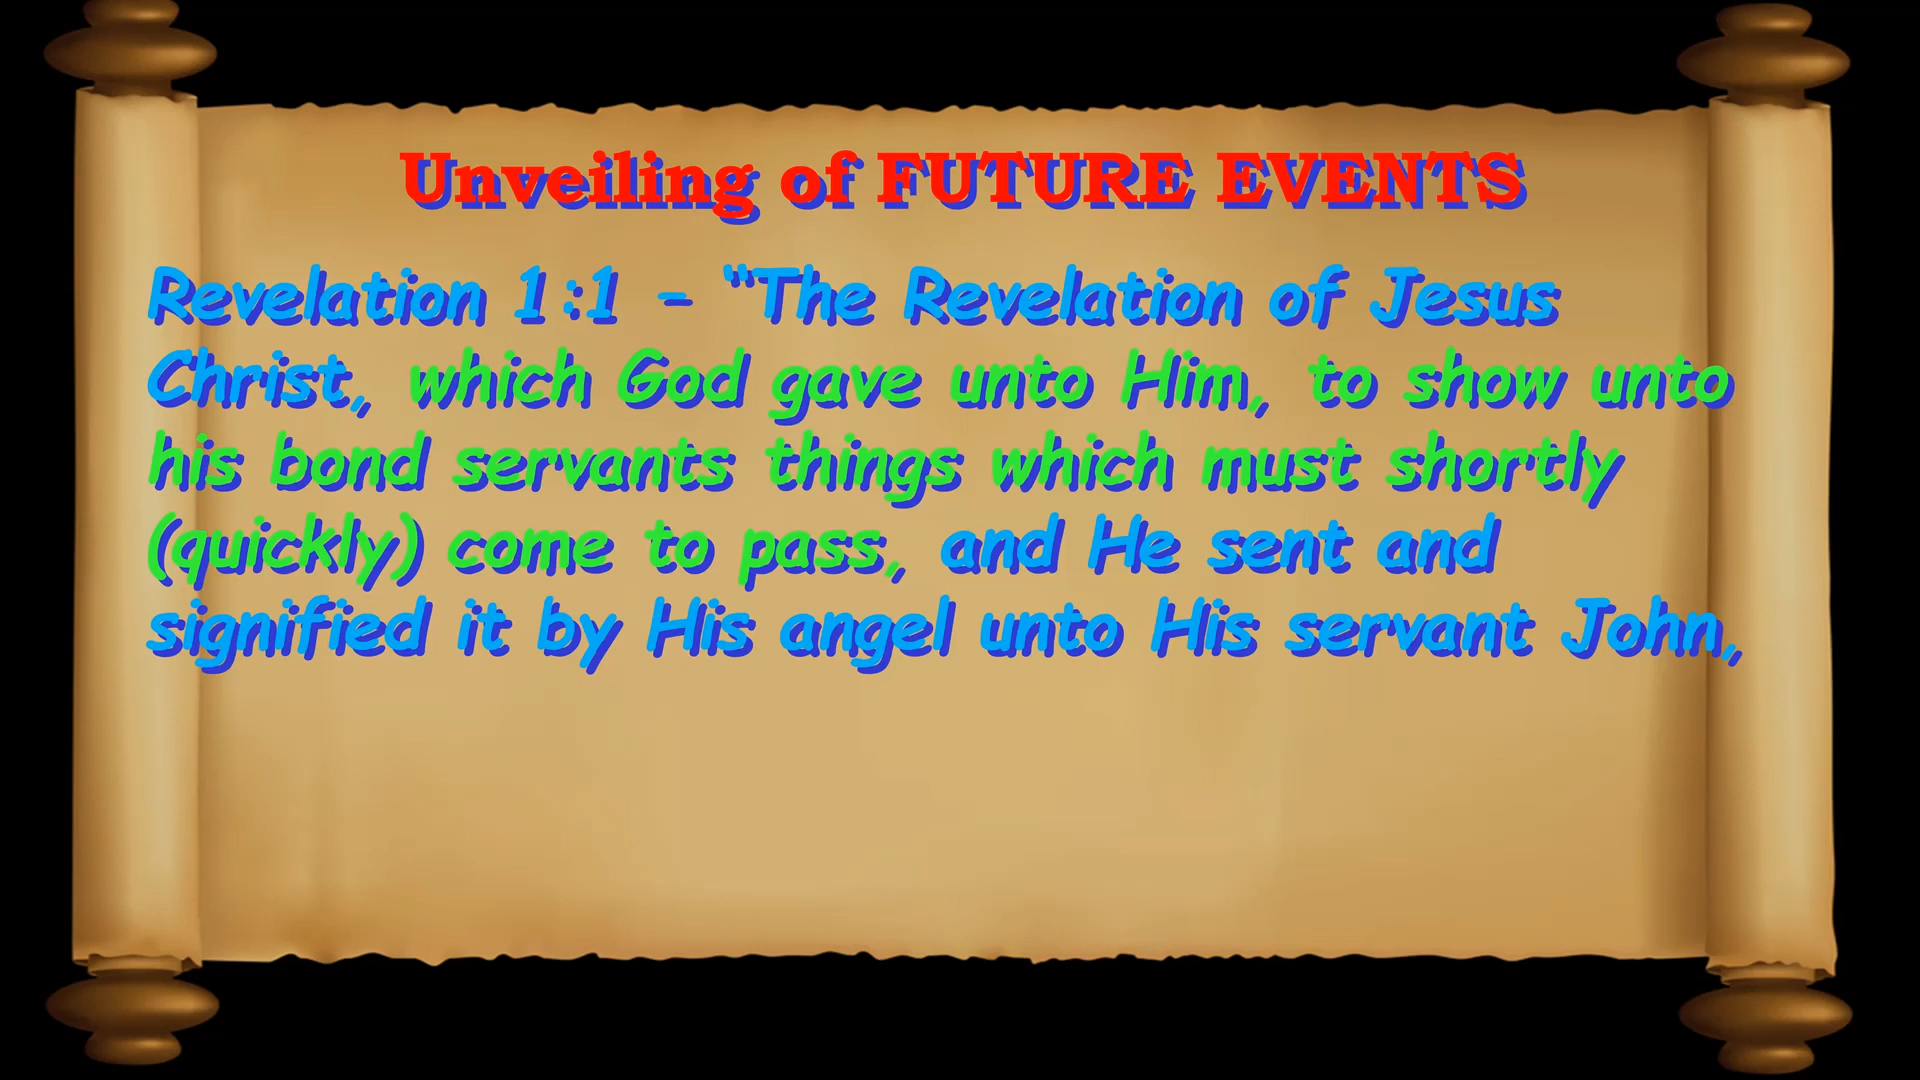 Unveiling of FUTURE EVENTS
Revelation 1:1 – “The Revelation of Jesus
Christ, which God gave unto Him, to show unto
his bond servants things which must shortly
(quickly) come to pass, and He sent and
signified it by His angel unto His servant John,